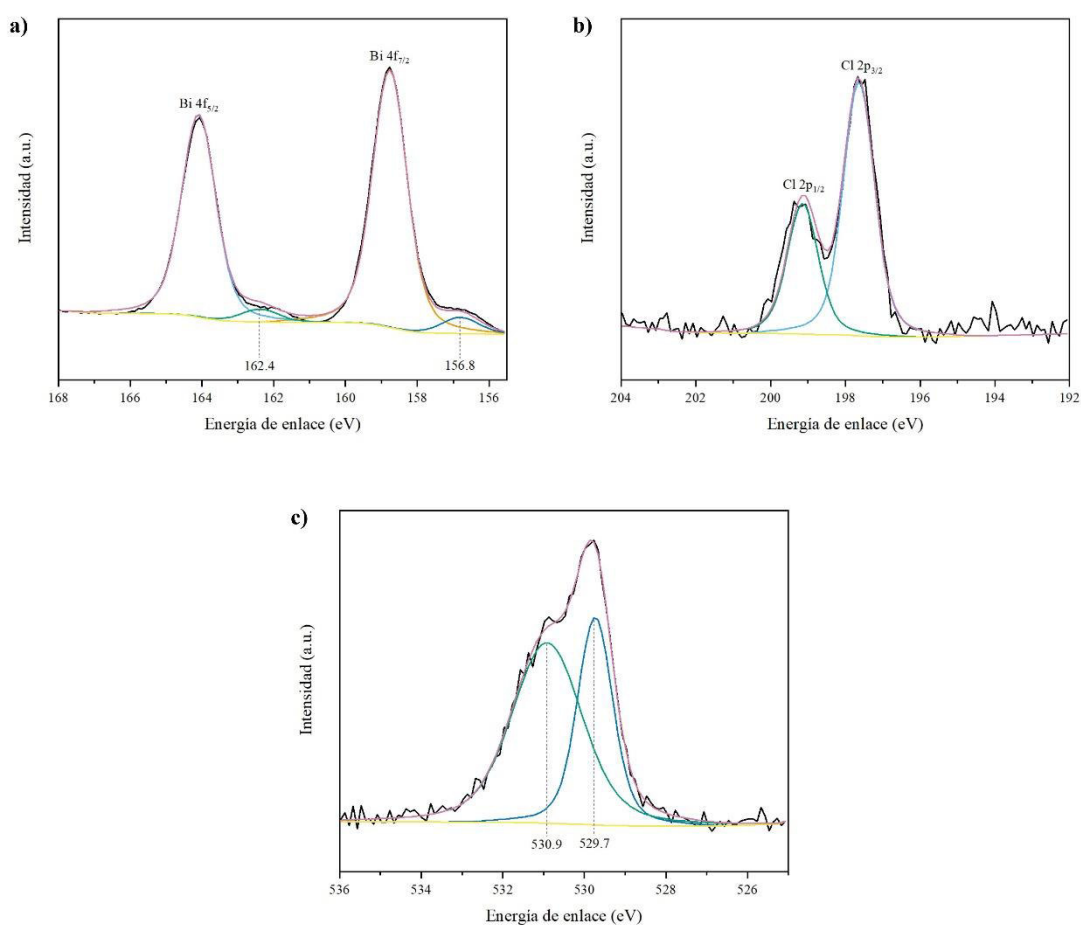 a)
Bi 4f7/2
Bi 4f5/2
Intensidad (a.u.)
162.4
156.8
168 166 164 162 160 158 156
Energía de enlace (eV)
b)
Cl 2p3/2
Cl 2p1/2
Intensidad (a.u.)
204 202 200 198 196 194 192
Energía de enlace (eV)
c)
Intensidad (a.u.)
530.9
529.7
536 534 532 530 528 526
Energía de enlace (eV)